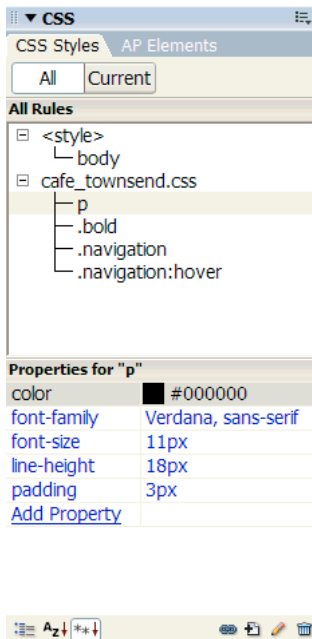 CSS
CSS Styles AP Elements
All Current
All Rules
<style>
body
cafe_townsend.css
p
.bold
.navigation
.navigation:hover
Properties for "p"
color #000000
font-family Verdana, sans-serif
font-size 11px
line-height 18px
padding 3px
Add Property
AZ **